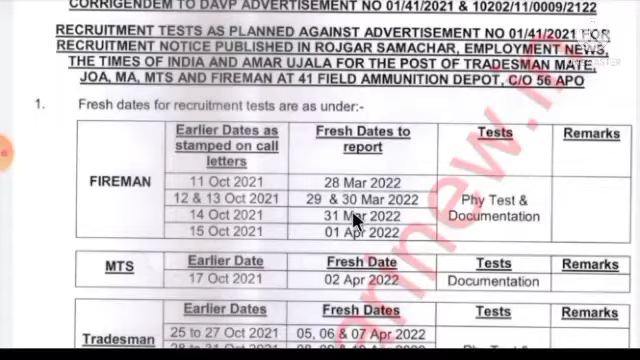 CORRIGENDEM TO DAVP ADVERTISEMENT NO 01/41/2021 & 10202/11/0009/2122
RECRUITMENT TESTS AS PLANNED AGAINST ADVERTISEMENT NO 01/41/2021 FOR
RECRUITMENT NOTICE PUBLISHED IN ROJGAR SAMACHAR, EMPLOYMENT NEWS,
THE TIMES OF INDIA AND AMAR UJALA FOR THE POST OF TRADESMAN MATE,
JOA, MA, MTS AND FIREMAN AT 41 FIELD AMMUNITION DEPOT, C/O 56 APO
1. Fresh dates for recruitment tests are as under:-
Earlier Dates as stamped on call letters Fresh Dates to report Tests Remarks
FIREMAN
11 Oct 2021 28 Mar 2022
12 & 13 Oct 2021 29 & 30 Mar 2022
14 Oct 2021 31 Mar 2022
15 Oct 2021 01 Apr 2022
Phy Test & Documentation
MTS
Earlier Date Fresh Date Tests Remarks
17 Oct 2021 02 Apr 2022 Documentation
Earlier Dates Fresh Dates Tests Remarks
Tradesman
25 to 27 Oct 2021 05, 06 & 07 Apr 2022